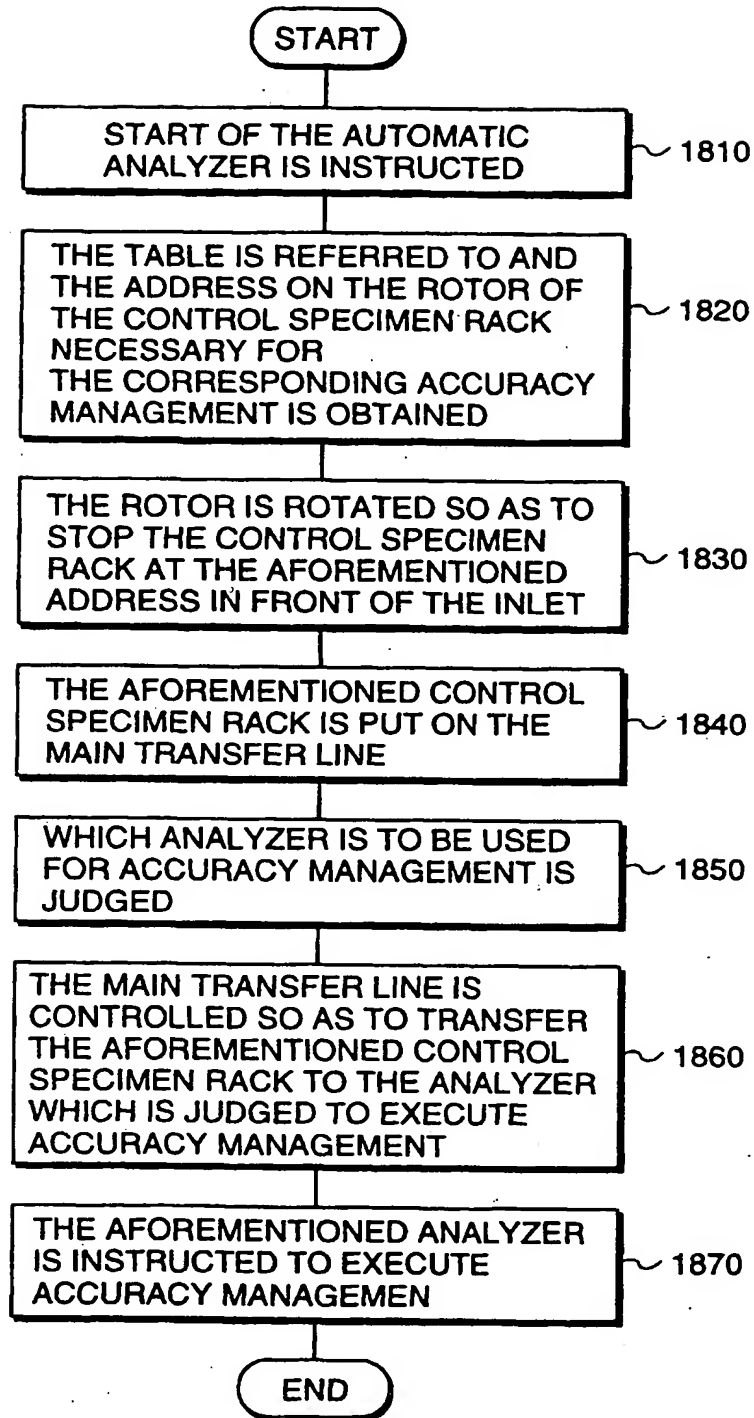 START
START OF THE AUTOMATIC
ANALYZER IS INSTRUCTED
1810
THE TABLE IS REFERRED TO AND
THE ADDRESS ON THE ROTOR OF
THE CONTROL SPECIMEN RACK
NECESSARY FOR
THE CORRESPONDING ACCURACY
MANAGEMENT IS OBTAINED
1820
THE ROTOR IS ROTATED SO AS TO
STOP THE CONTROL SPECIMEN
RACK AT THE AFOREMENTIONED
ADDRESS IN FRONT OF THE INLET
1830
THE AFOREMENTIONED CONTROL
SPECIMEN RACK IS PUT ON THE
MAIN TRANSFER LINE
1840
WHICH ANALYZER IS TO BE USED
FOR ACCURACY MANAGEMENT IS
JUDGED
1850
THE MAIN TRANSFER LINE IS
CONTROLLED SO AS TO TRANSFER
THE AFOREMENTIONED CONTROL
SPECIMEN RACK TO THE ANALYZER
WHICH IS JUDGED TO EXECUTE
ACCURACY MANAGEMENT
1860
THE AFOREMENTIONED ANALYZER
IS INSTRUCTED TO EXECUTE
ACCURACY MANAGEMEN
1870
END